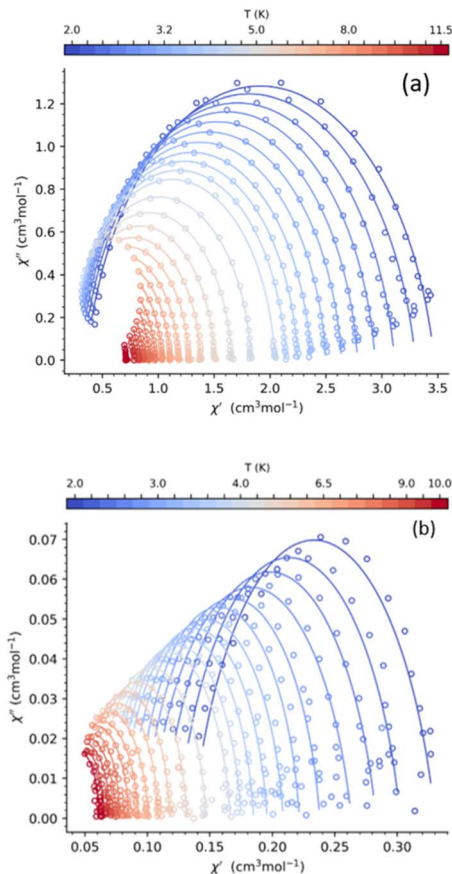 T (K)
2.0 3.2 5.0 8.0 11.5
(a)
1.2
1.0
0.8
0.6
0.4
0.2
0.0
χ″ (cm³mol⁻¹)
0.5 1.0 1.5 2.0 2.5 3.0 3.5
χ′ (cm³mol⁻¹)
T (K)
2.0 3.0 4.0 6.5 9.0 10.0
(b)
0.07
0.06
0.05
0.04
0.03
0.02
0.01
0.00
χ″ (cm³mol⁻¹)
0.05 0.10 0.15 0.20 0.25 0.30
χ′ (cm³mol⁻¹)